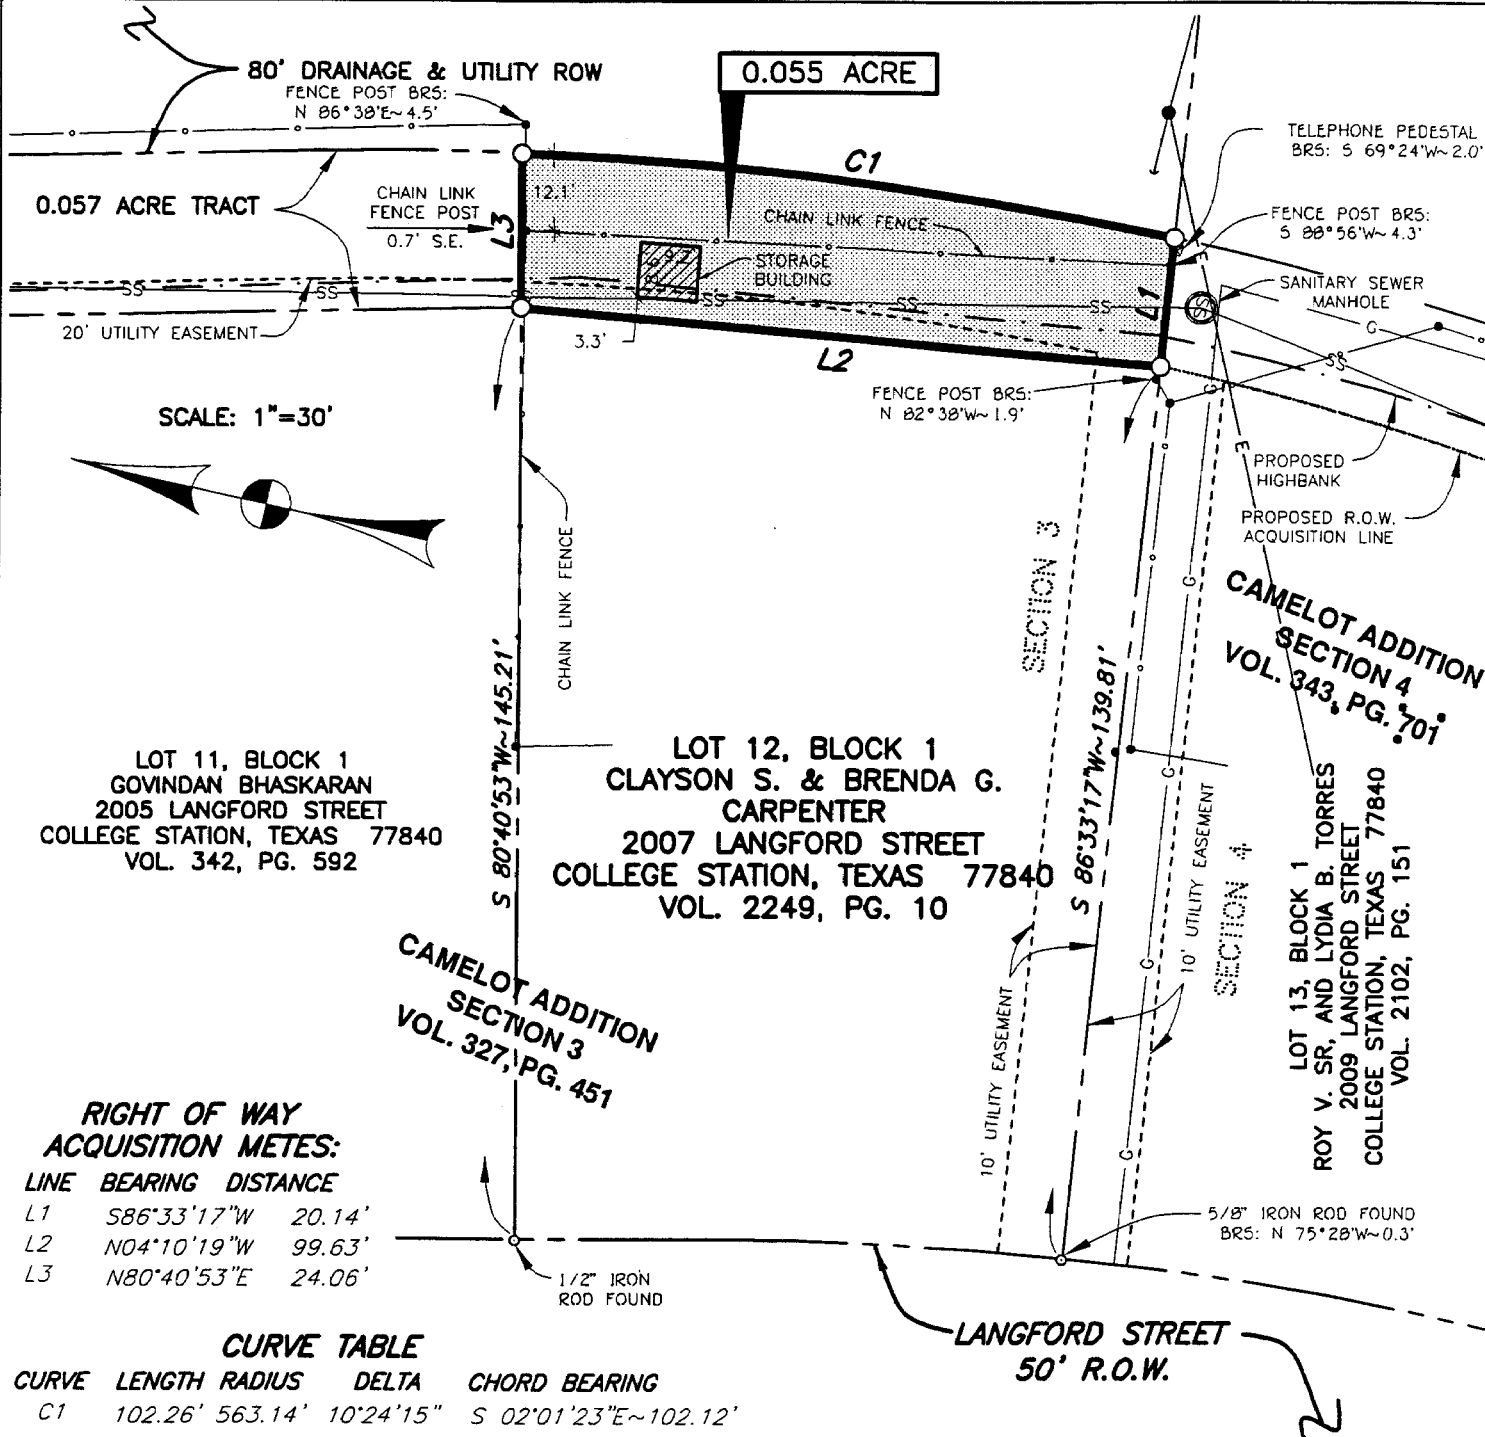 80' DRAINAGE & UTILITY ROW
FENCE POST BRS:
N 86°38'E~4.5'
0.055 ACRE
TELEPHONE PEDESTAL
BRS: S 69°24'W~2.0'
C1
0.057 ACRE TRACT
CHAIN LINK
FENCE POST
0.7' S.E.
L3
12.1'
CHAIN LINK FENCE
FENCE POST BRS:
S 88°56'W~4.3'
9.2'
STORAGE
BUILDING
SANITARY SEWER
MANHOLE
SS
SS
SS
SS
SS
SS
SS
L1
G
20' UTILITY EASEMENT
3.3'
L2
FENCE POST BRS:
N 82°38'W~1.9'
G
E
E
SCALE: 1"=30'
PROPOSED
HIGHBANK
PROPOSED R.O.W.
ACQUISITION LINE
CHAIN LINK FENCE
SECTION 3
G
CAMELOT ADDITION
SECTION 4
VOL. 343, PG. 701
S 80°40'53"W~145.21'
S 86°33'17"W~139.81'
LOT 11, BLOCK 1
GOVINDAN BHASKARAN
2005 LANGFORD STREET
COLLEGE STATION, TEXAS 77840
VOL. 342, PG. 592
LOT 12, BLOCK 1
CLAYSON S. & BRENDA G.
CARPENTER
2007 LANGFORD STREET
COLLEGE STATION, TEXAS 77840
VOL. 2249, PG. 10
G
10' UTILITY EASEMENT
SECTION 4
LOT 13, BLOCK 1
ROY V. SR, AND LYDIA B. TORRES
2009 LANGFORD STREET
COLLEGE STATION, TEXAS 77840
VOL. 2102, PG. 151
G
10' UTILITY EASEMENT
G
CAMELOT ADDITION
SECTION 3
VOL. 327, PG. 451
RIGHT OF WAY
ACQUISITION METES:
LINE BEARING DISTANCE
L1 S86°33'17"W 20.14'
L2 N04°10'19"W 99.63'
L3 N80°40'53"E 24.06'
1/2" IRON
ROD FOUND
5/8" IRON ROD FOUND
BRS: N 75°28'W~0.3'
LANGFORD STREET
50' R.O.W.
CURVE TABLE
CURVE LENGTH RADIUS DELTA CHORD BEARING
C1 102.26' 563.14' 10°24'15" S 02°01'23"E~102.12'